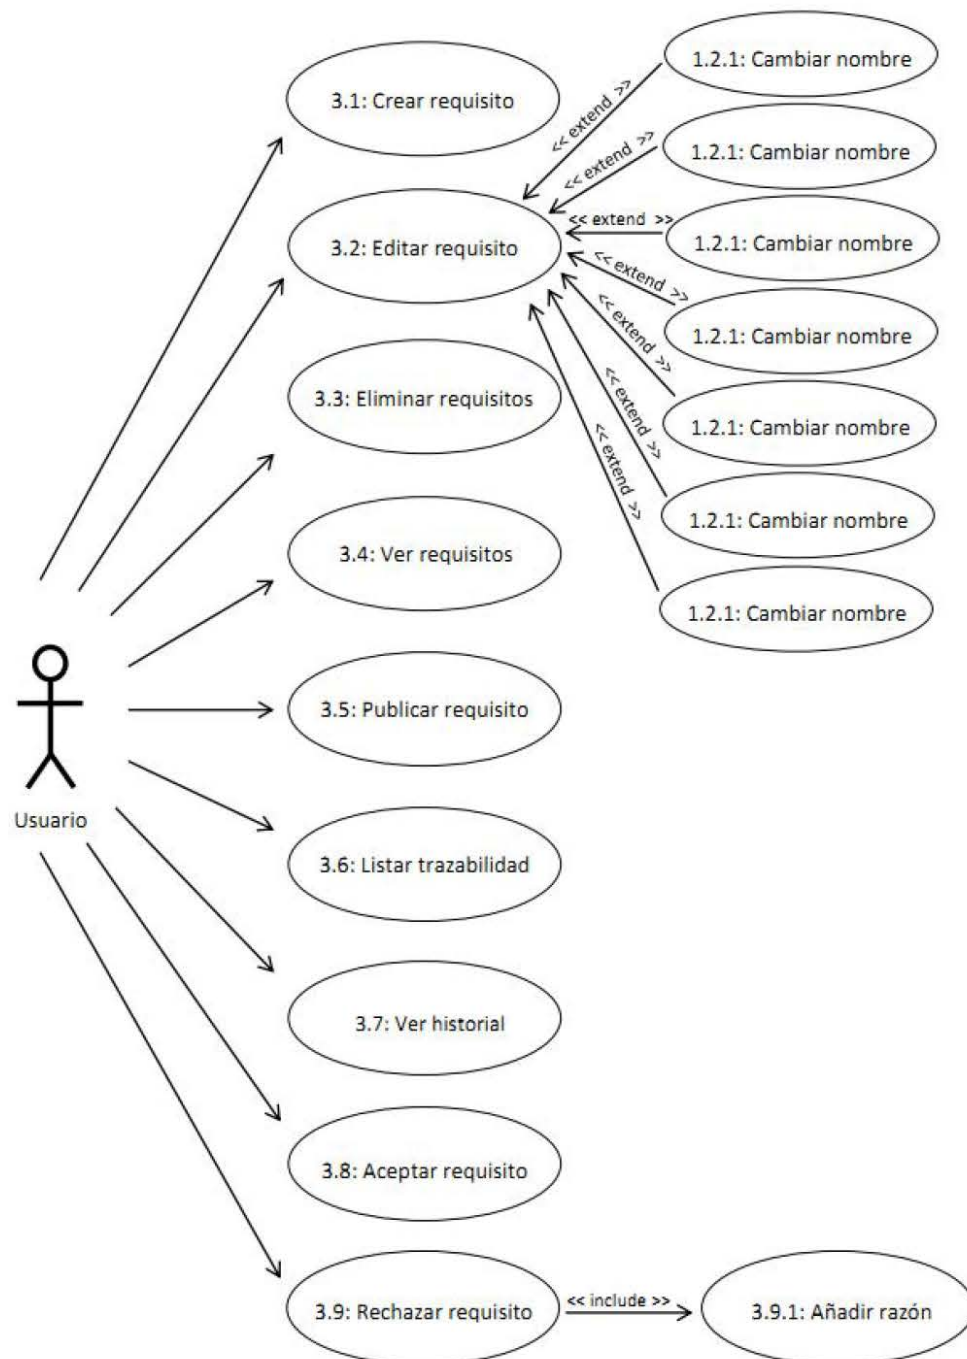 1.2.1: Cambiar nombre
3.1: Crear requisito
<< extend >>
1.2.1: Cambiar nombre
<< extend >>
<< extend >>
1.2.1: Cambiar nombre
3.2: Editar requisito
<< extend >>
1.2.1: Cambiar nombre
<< extend >>
3.3: Eliminar requisitos
<< extend >>
1.2.1: Cambiar nombre
<< extend >>
1.2.1: Cambiar nombre
3.4: Ver requisitos
1.2.1: Cambiar nombre
3.5: Publicar requisito
Usuario
3.6: Listar trazabilidad
3.7: Ver historial
3.8: Aceptar requisito
3.9: Rechazar requisito
<< include >>
3.9.1: Añadir razón